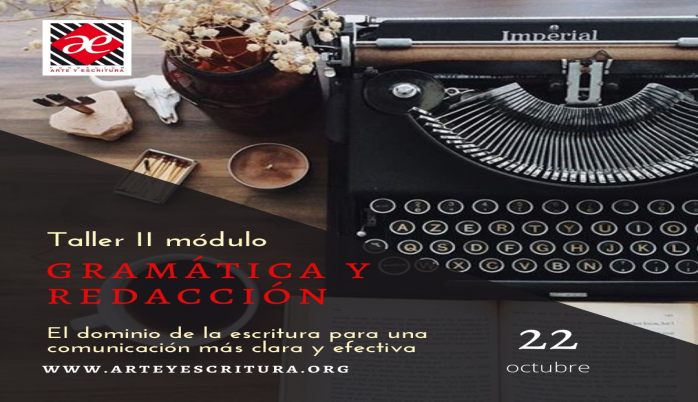 æ
ARTE Y ESCRITURA
Imperial
A Z E R T Y U I O
Q S D F G H J K L
W X C V B N
Taller II módulo
GRAMÁTICA Y
REDACCIÓN
El dominio de la escritura para una
comunicación más clara y efectiva
WWW.ARTEYESCRITURA.ORG
22
octubre